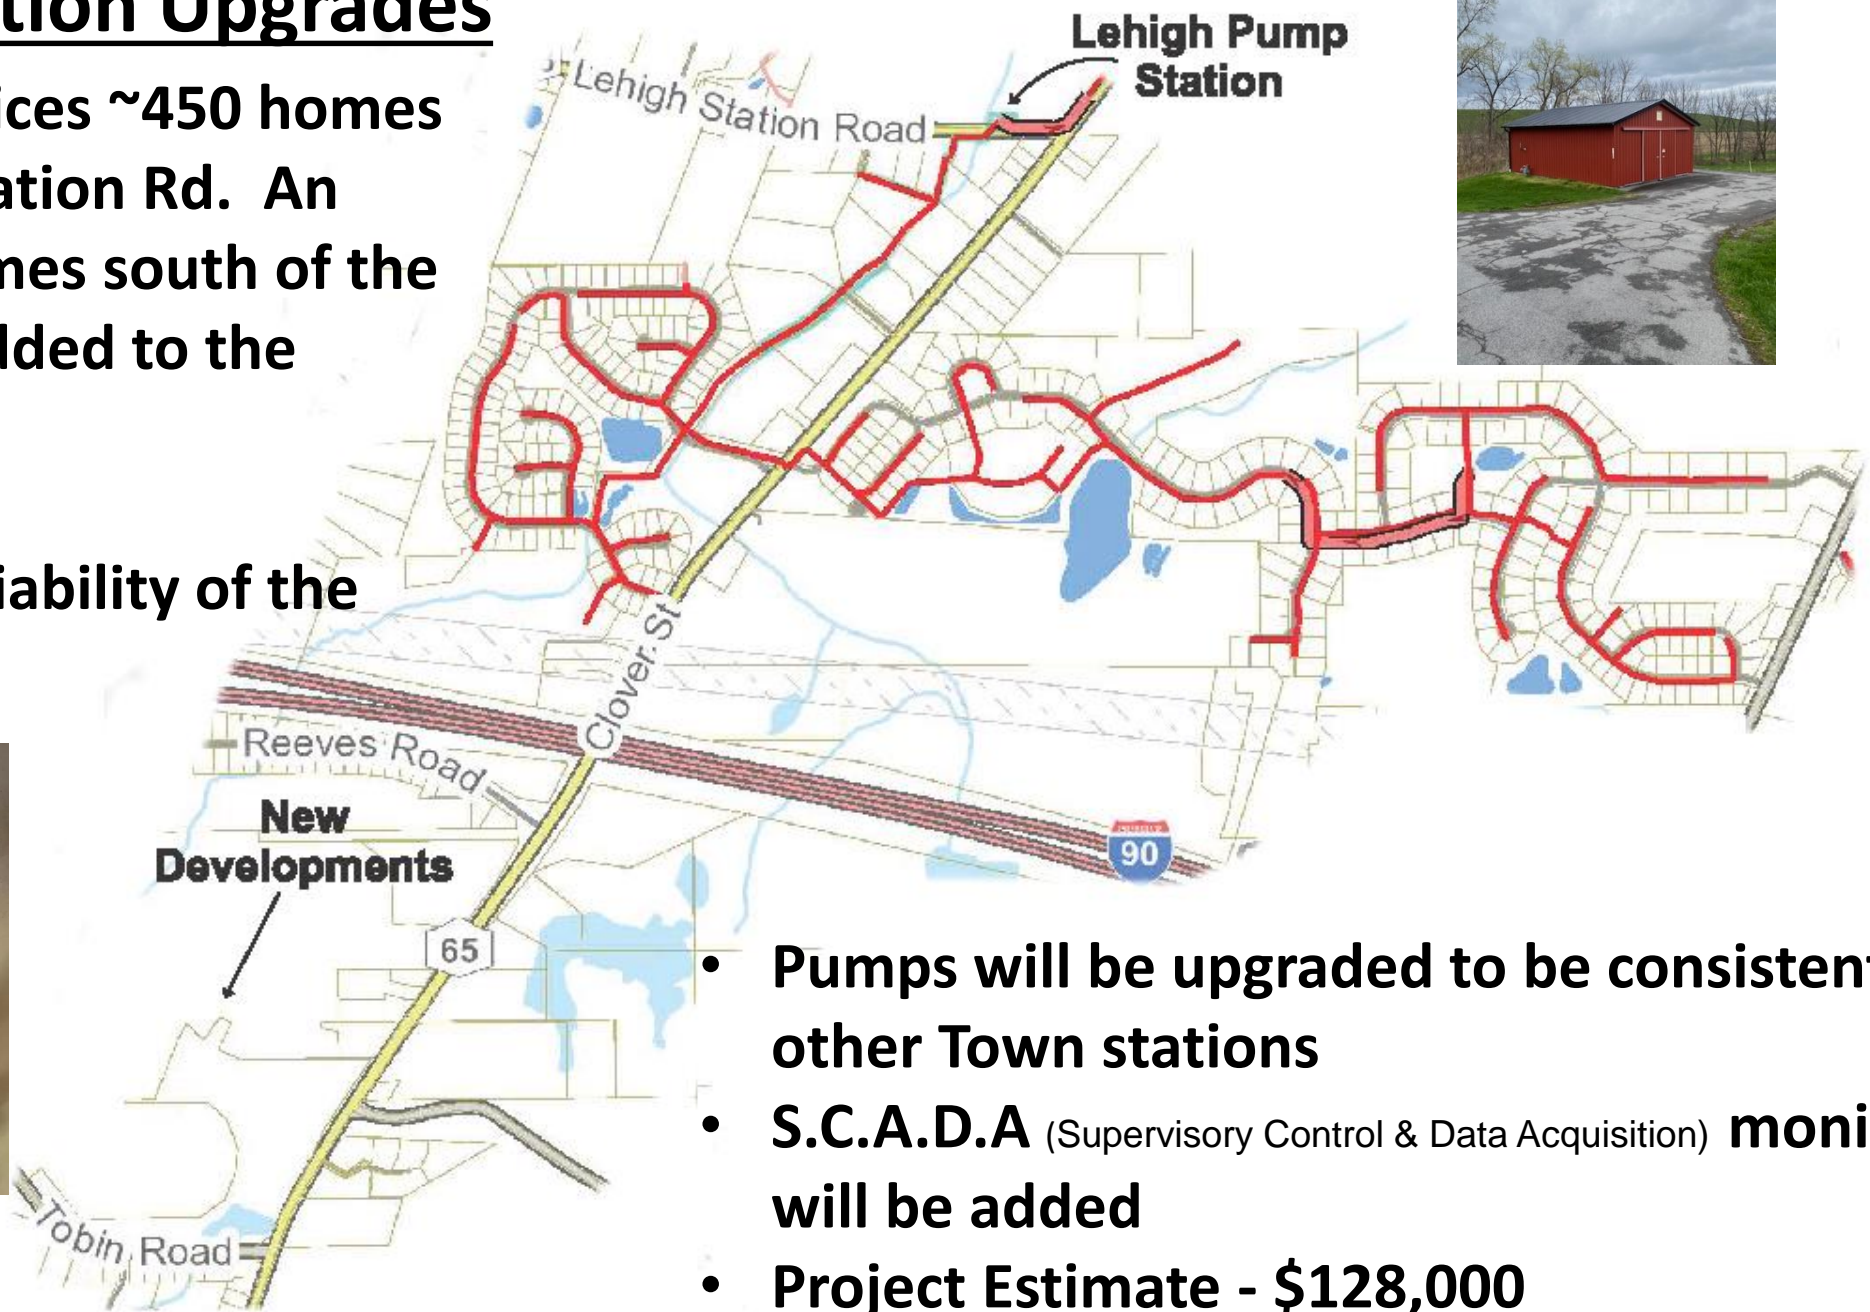 tion Upgrades
ices ~450 homes
ation Rd.  An
mes south of the
dded to the
iability of the
Lehigh Pump
Station
Lehigh Station Road
Clover St
Reeves Road
90
New
Developments
65
Tobin Road
• Pumps will be upgraded to be consistent
other Town stations
• S.C.A.D.A (Supervisory Control & Data Acquisition) moni
will be added
• Project Estimate - $128,000